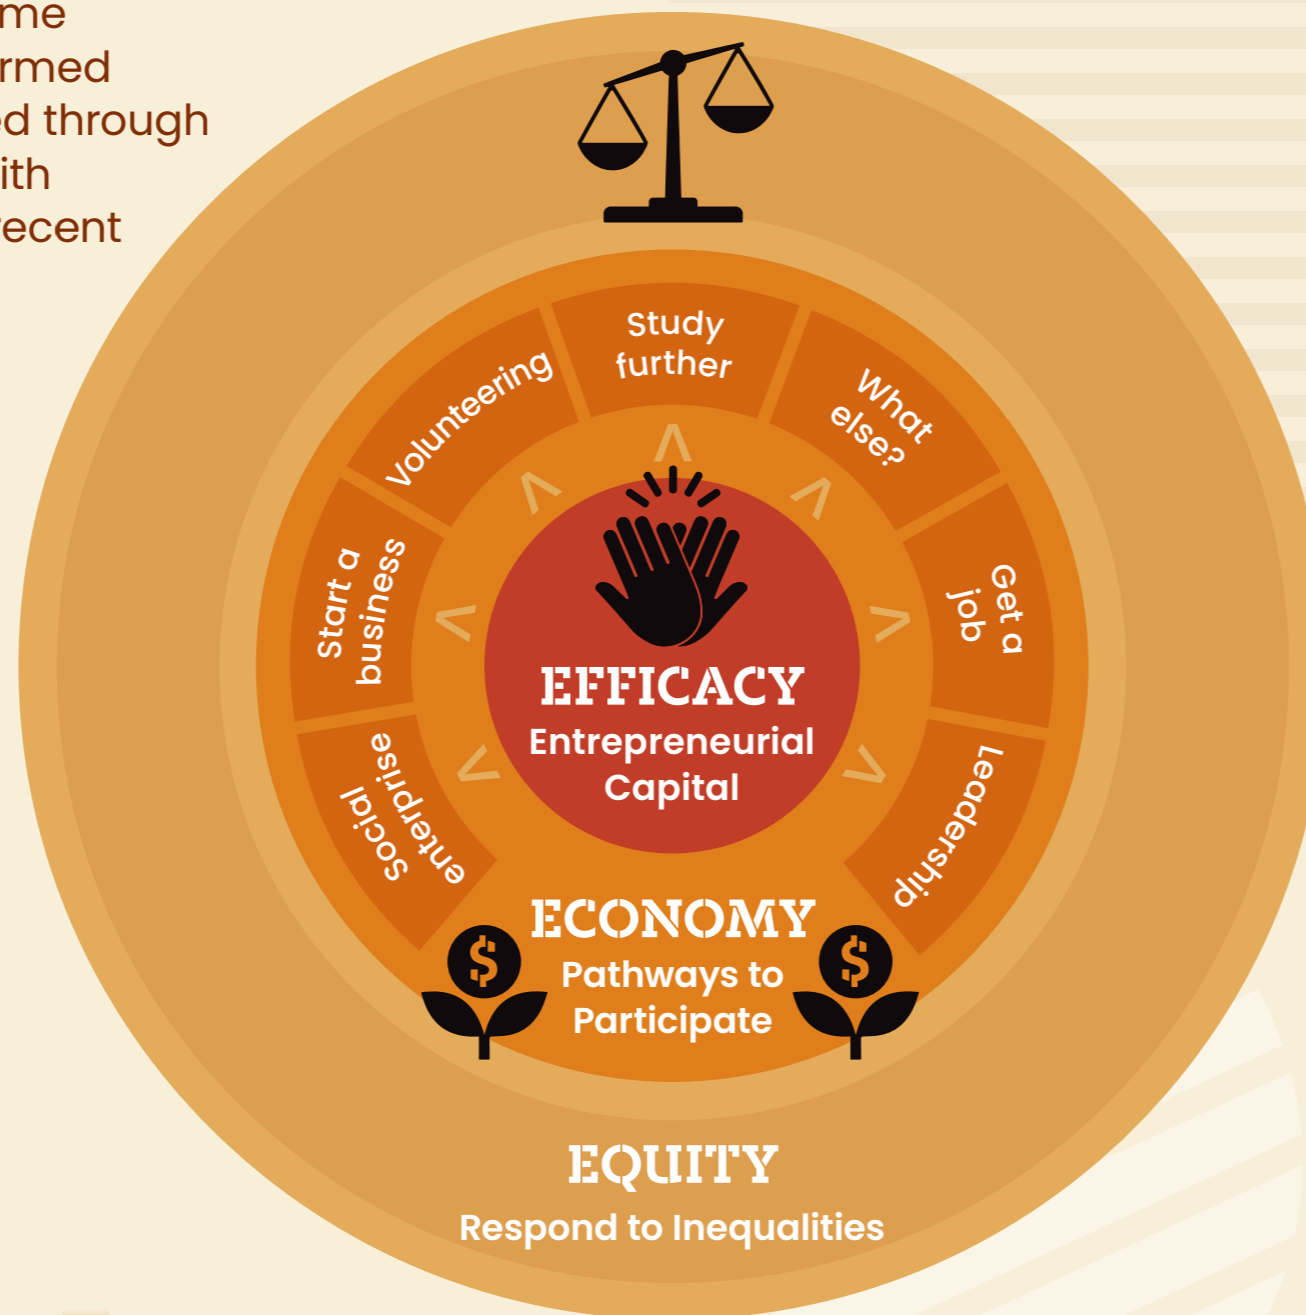 me
rmed
ed through
ith
recent
Study
further
What
else?
Get a
job
Leadership
Volunteering
Start a
business
Social
enterprise
EFFICACY
Entrepreneurial
Capital
ECONOMY
$ $
Pathways to
Participate
EQUITY
Respond to Inequalities